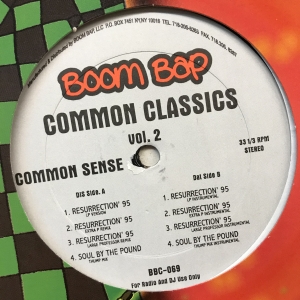 BOOM BAP
COMMON CLASSICS
vol. 2
33 1/3 RPM
STEREO
COMMON SENSE
DIS SIDE. A
1. RESURRECTION' 95
LP VERSION
2. RESURRECTION' 95
EXTRA P REMIX
3. RESURRECTION' 95
LARGE PROFESSOR REMIX
4. SOUL BY THE POUND
THUMP MIX
DAT SIDE B
1. RESURRECTION' 95
LP INSTRUMENTAL
2. RESURRECTION' 95
EXTRA P INSTRUMENTAL
3. RESURRECTION' 95
LARGE PROFESSOR INSTRUMENTAL
4. SOUL BY THE POUND
THUMP INSTRUMENTAL
BBC-069
For Radio And DJ Use Only